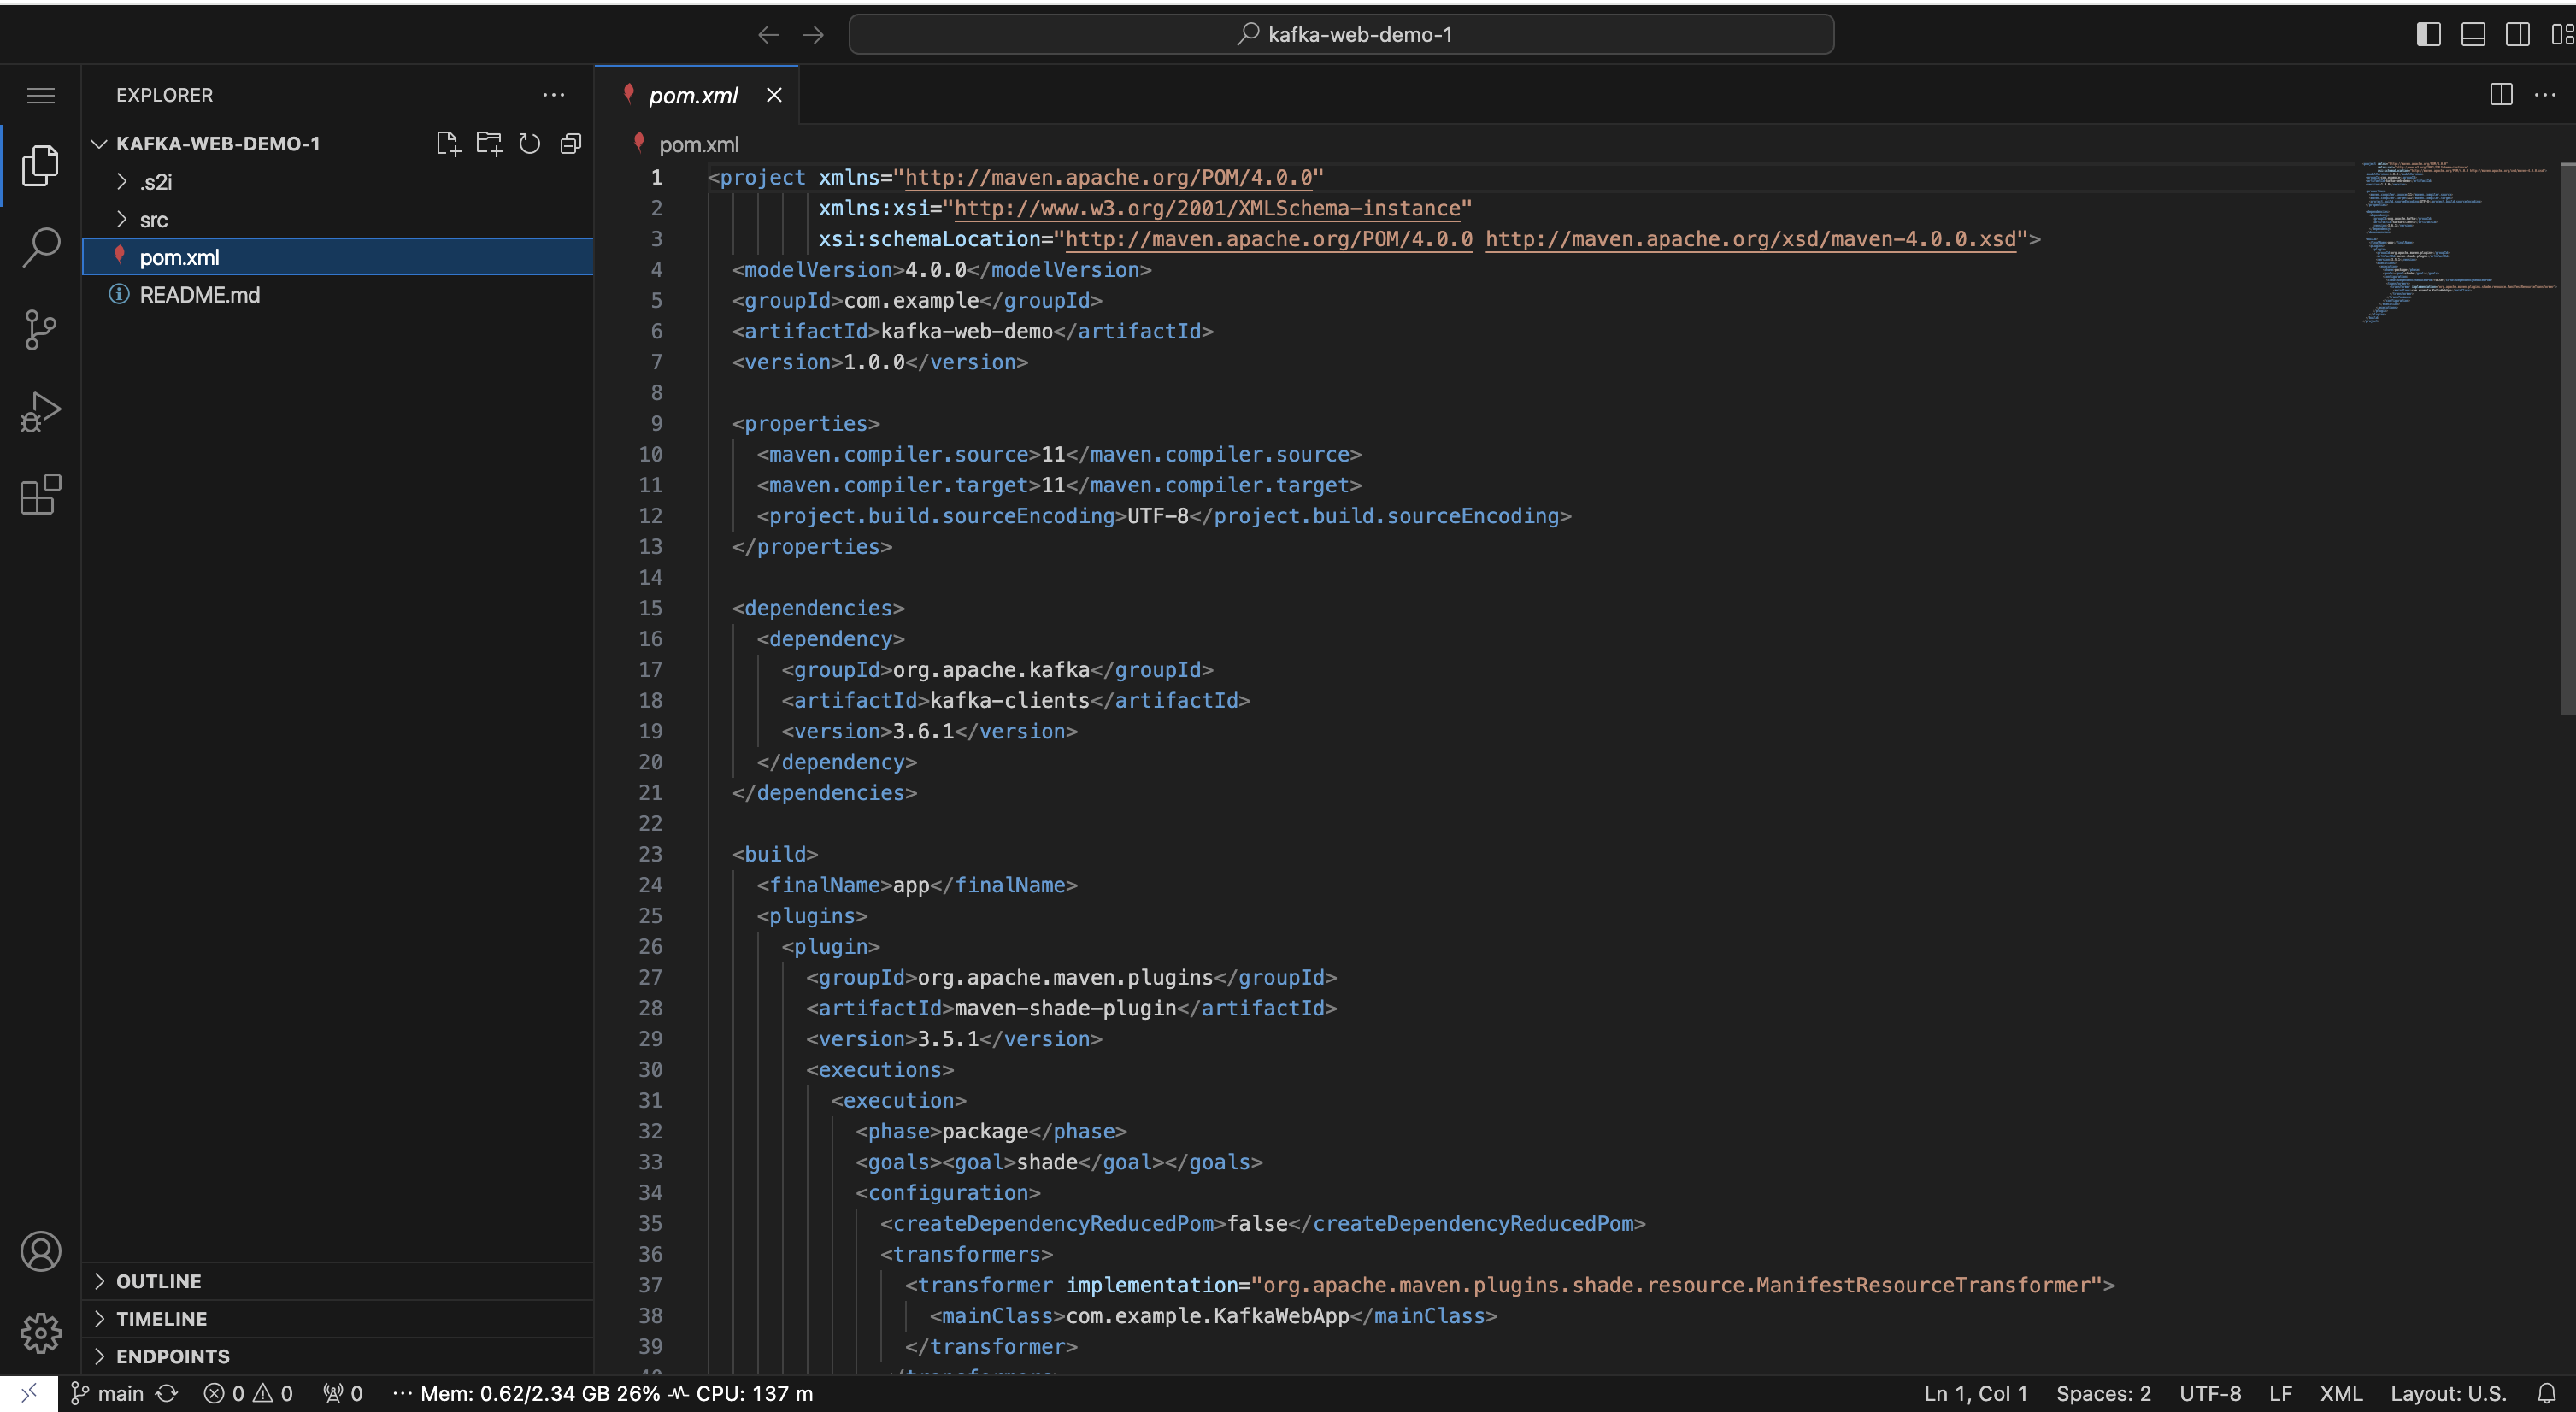 kafka-web-demo-1
EXPLORER
KAFKA-WEB-DEMO-1
.s2i
src
pom.xml
README.md
OUTLINE
TIMELINE
ENDPOINTS
pom.xml
pom.xml
1 <project xmlns="http://maven.apache.org/POM/4.0.0"
2 xmlns:xsi="http://www.w3.org/2001/XMLSchema-instance"
3 xsi:schemaLocation="http://maven.apache.org/POM/4.0.0 http://maven.apache.org/xsd/maven-4.0.0.xsd">
4 <modelVersion>4.0.0</modelVersion>
5 <groupId>com.example</groupId>
6 <artifactId>kafka-web-demo</artifactId>
7 <version>1.0.0</version>
8
9 <properties>
10 <maven.compiler.source>11</maven.compiler.source>
11 <maven.compiler.target>11</maven.compiler.target>
12 <project.build.sourceEncoding>UTF-8</project.build.sourceEncoding>
13 </properties>
14
15 <dependencies>
16 <dependency>
17 <groupId>org.apache.kafka</groupId>
18 <artifactId>kafka-clients</artifactId>
19 <version>3.6.1</version>
20 </dependency>
21 </dependencies>
22
23 <build>
24 <finalName>app</finalName>
25 <plugins>
26 <plugin>
27 <groupId>org.apache.maven.plugins</groupId>
28 <artifactId>maven-shade-plugin</artifactId>
29 <version>3.5.1</version>
30 <executions>
31 <execution>
32 <phase>package</phase>
33 <goals><goal>shade</goal></goals>
34 <configuration>
35 <createDependencyReducedPom>false</createDependencyReducedPom>
36 <transformers>
37 <transformer implementation="org.apache.maven.plugins.shade.resource.ManifestResourceTransformer">
38 <mainClass>com.example.KafkaWebApp</mainClass>
39 </transformer>
main 0 0 0 Mem: 0.62/2.34 GB 26% CPU: 137 m Ln 1, Col 1 Spaces: 2 UTF-8 LF XML Layout: U.S.